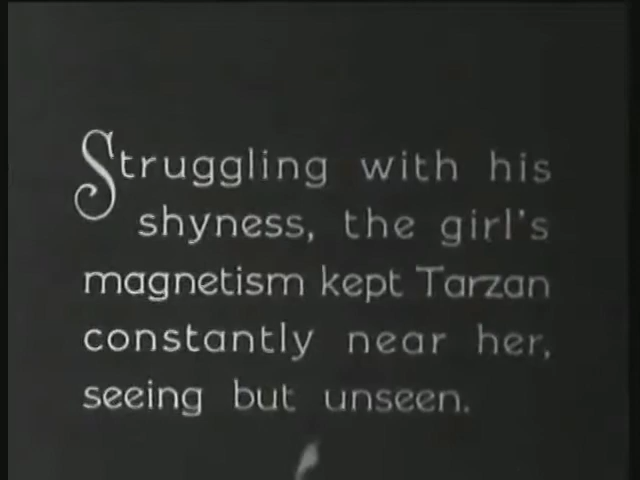 Struggling with his
shyness, the girl's
magnetism kept Tarzan
constantly near her,
seeing but unseen.